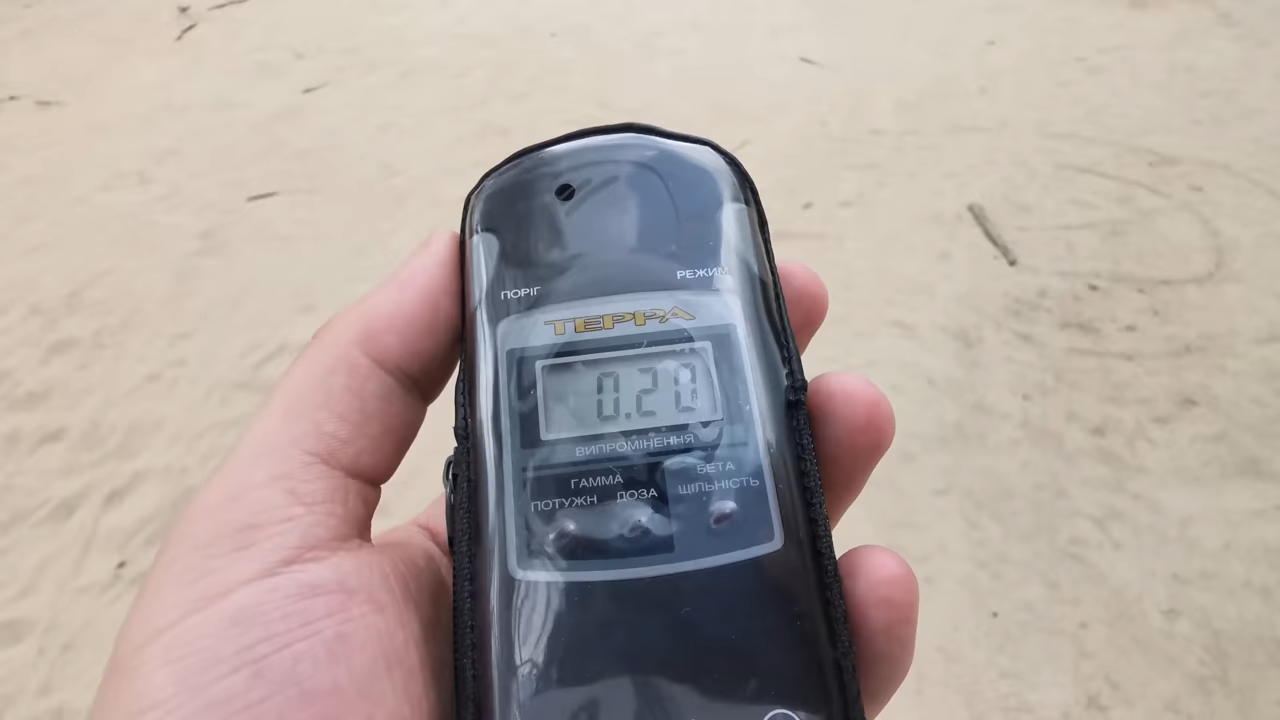 ПОРІГ РЕЖИМ
ТЕРРА
0.20
ВИПРОМІНЕННЯ
ГАММА БЕТА
ПОТУЖН ДОЗА ЩІЛЬНІСТЬ